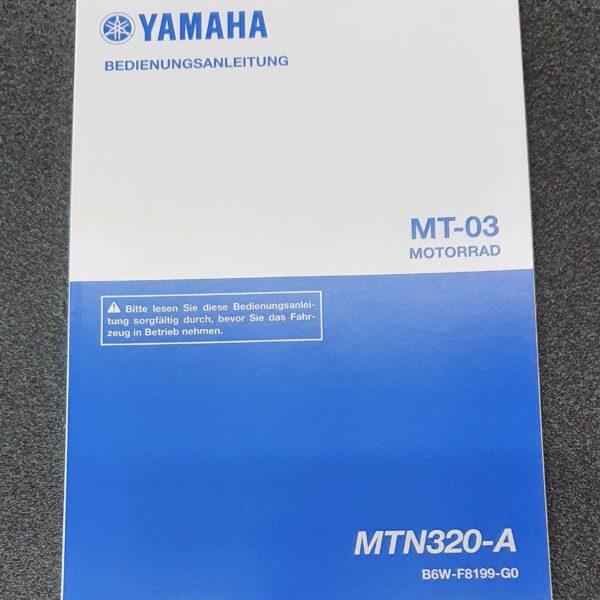 YAMAHA
BEDIENUNGSANLEITUNG
MT-03
MOTORRAD
⚠ Bitte lesen Sie diese Bedienungsanlei-
tung sorgfältig durch, bevor Sie das Fahr-
zeug in Betrieb nehmen.
MTN320-A
B6W-F8199-G0